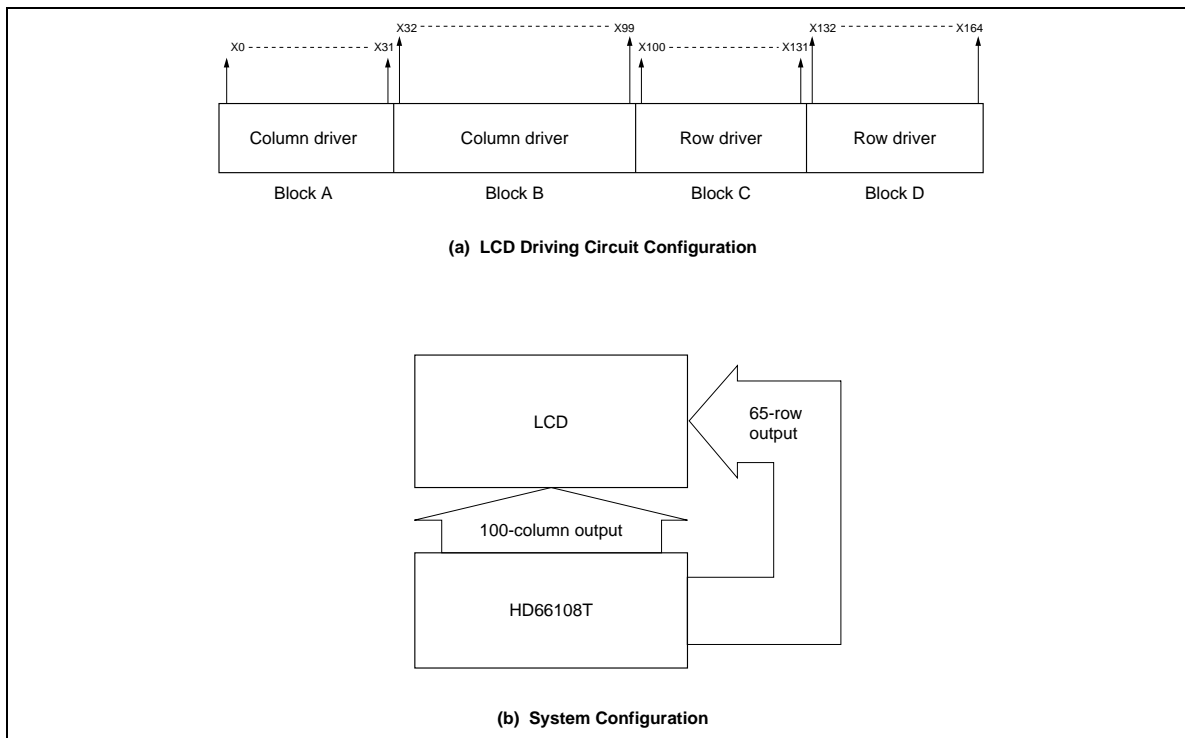 X32 X99 X132 X164
X0 X31 X100 X131
Column driver Column driver Row driver Row driver
Block A Block B Block C Block D
(a) LCD Driving Circuit Configuration
LCD
65-row
output
100-column output
HD66108T
(b) System Configuration